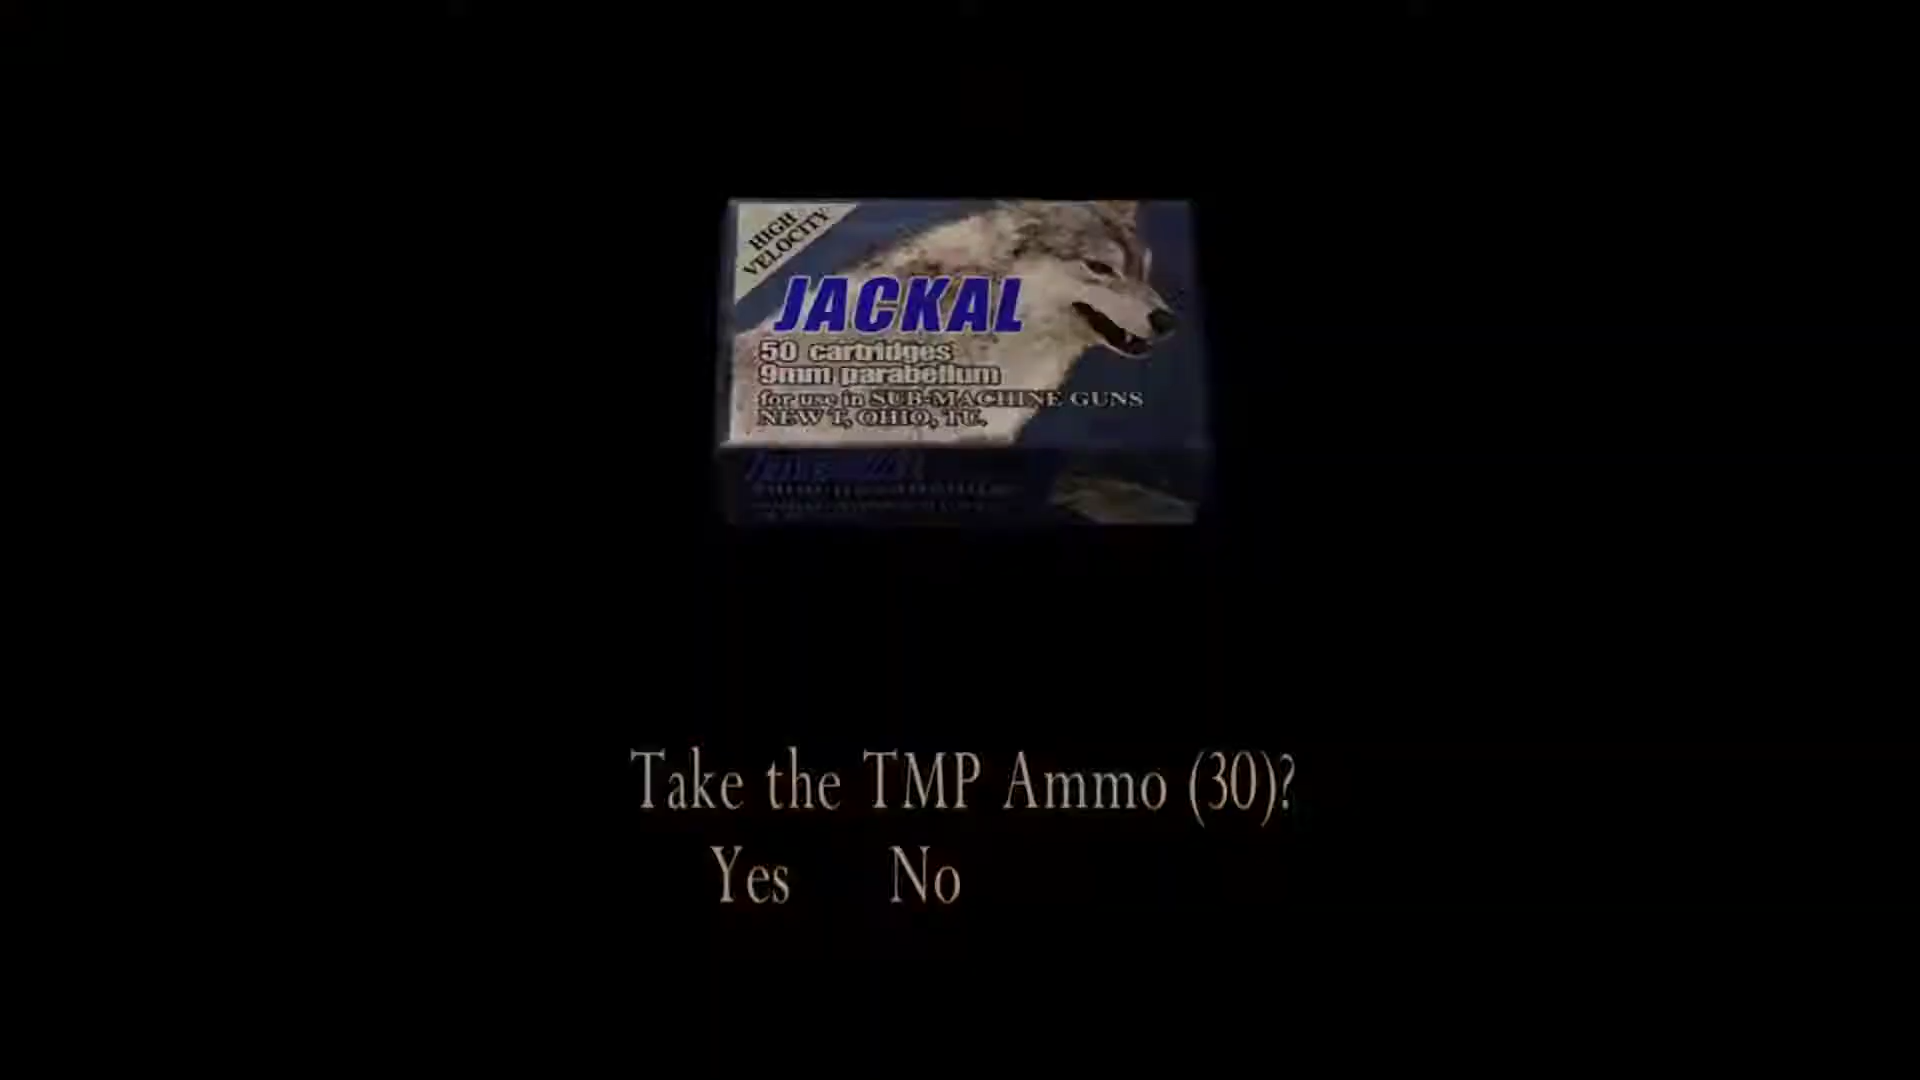 HIGH
VELOCITY
JACKAL
50 cartridges
9mm parabellum
for use in SUB-MACHINE GUNS
NEW T, OHIO, TU.
Take the TMP Ammo (30)?
Yes No